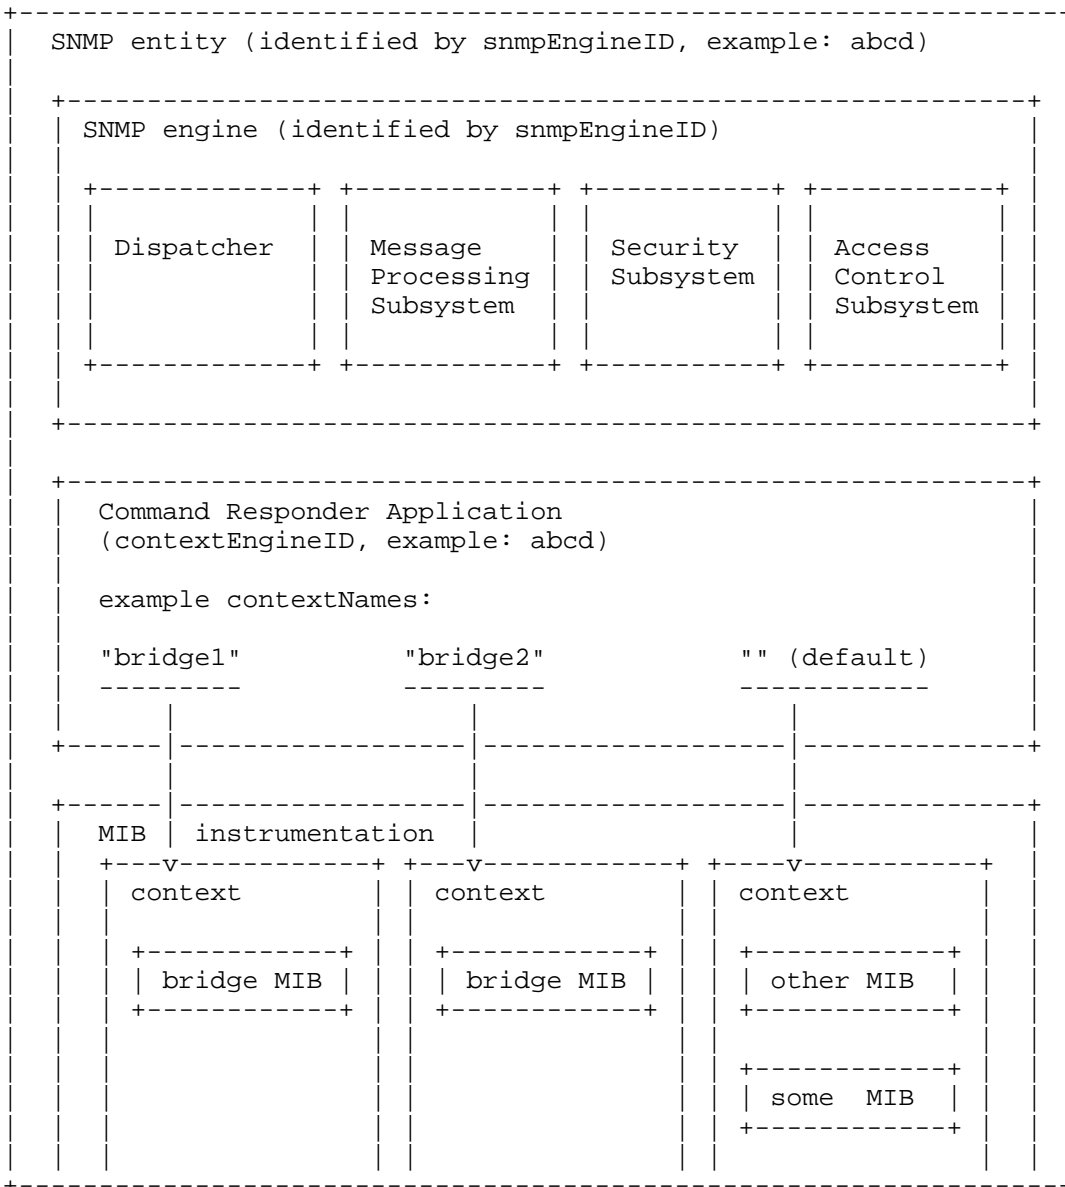 SNMP entity (identified by snmpEngineID, example: abcd)
SNMP engine (identified by snmpEngineID)
Dispatcher Message Security Access
Processing Subsystem Control
Subsystem Subsystem
Command Responder Application
(contextEngineID, example: abcd)
example contextNames:
"bridge1" "bridge2" "" (default)
MIB instrumentation
context context context
bridge MIB bridge MIB other MIB
some MIB